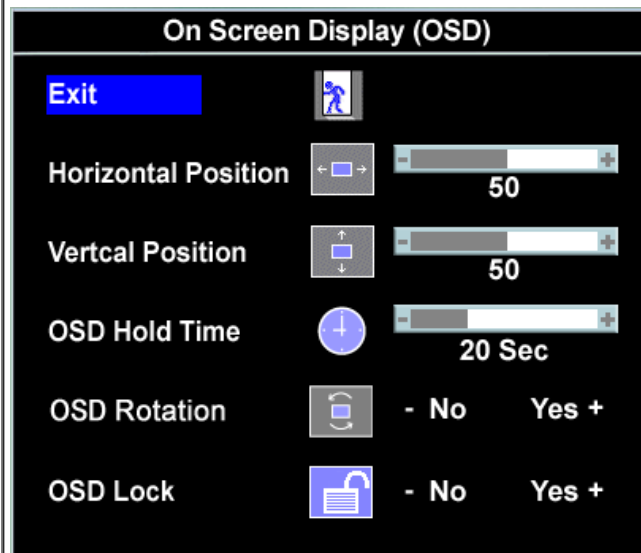 On Screen Display (OSD)
Exit
Horizontal Position
- +
50
Vertcal Position
- +
50
OSD Hold Time
- +
20 Sec
OSD Rotation - No Yes +
OSD Lock - No Yes +